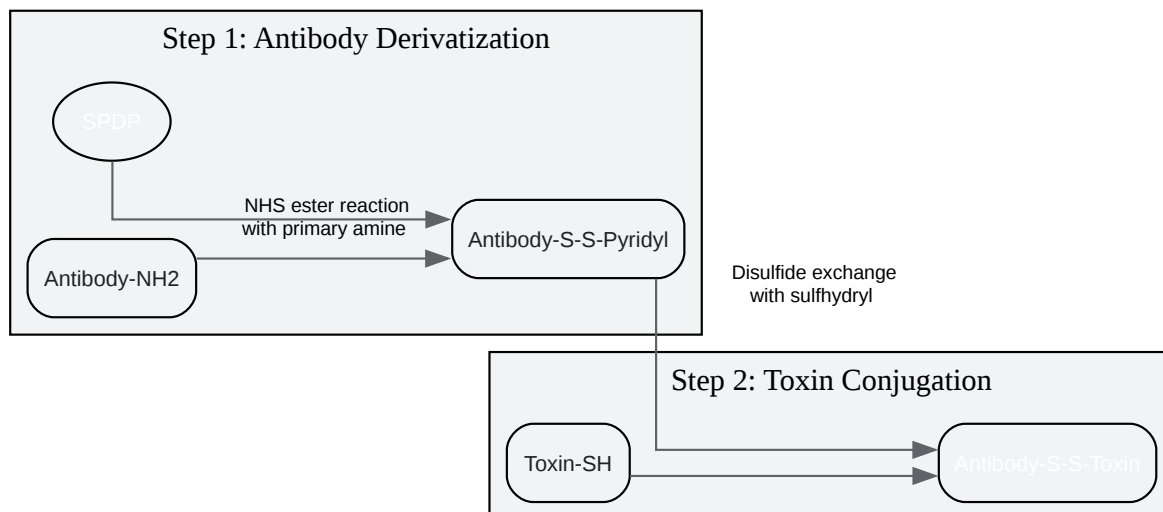 Step 1: Antibody Derivatization
SPDP
NHS ester reaction
with primary amine
Antibody-S-S-Pyridyl
Antibody-NH2
Disulfide exchange
with sulfhydryl
Step 2: Toxin Conjugation
Toxin-SH
Antibody-S-S-Toxin